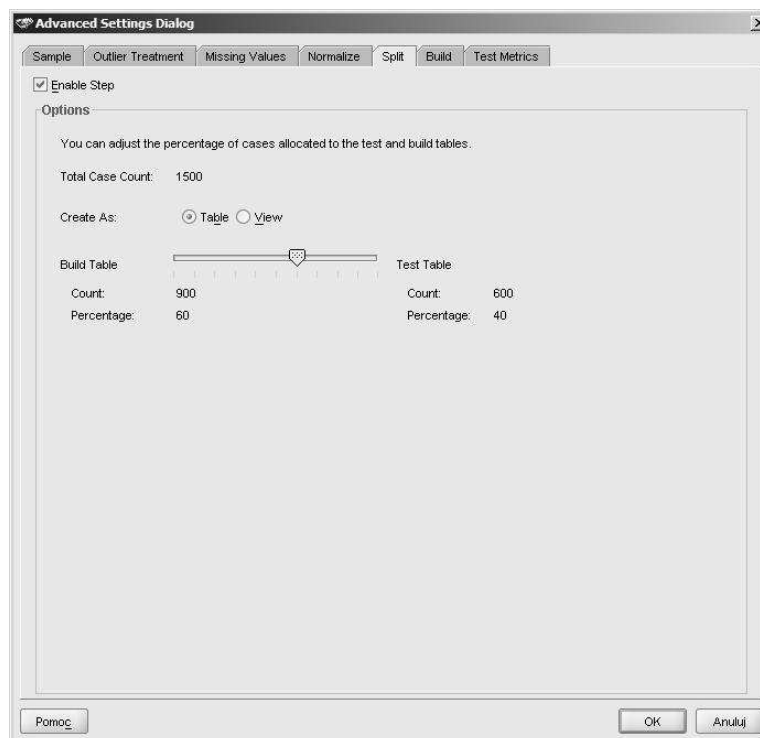 Advanced Settings Dialog
Sample Outlier Treatment Missing Values Normalize Split Build Test Metrics
Enable Step
Options
You can adjust the percentage of cases allocated to the test and build tables.
Total Case Count: 1500
Create As: Table View
Build Table Test Table
Count: 900 Count: 600
Percentage: 60 Percentage: 40
Pomoc OK Anuluj